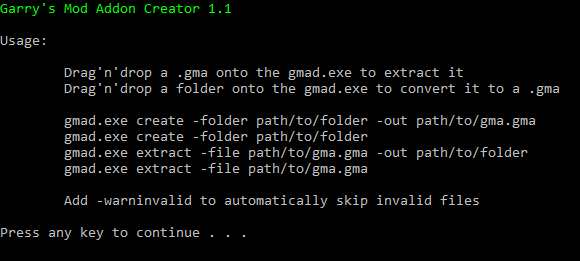 Garry's Mod Addon Creator 1.1
Usage:
Drag'n'drop a .gma onto the gmad.exe to extract it
Drag'n'drop a folder onto the gmad.exe to convert it to a .gma
gmad.exe create -folder path/to/folder -out path/to/gma.gma
gmad.exe create -folder path/to/folder
gmad.exe extract -file path/to/gma.gma -out path/to/folder
gmad.exe extract -file path/to/gma.gma
Add -warninvalid to automatically skip invalid files
Press any key to continue . . .